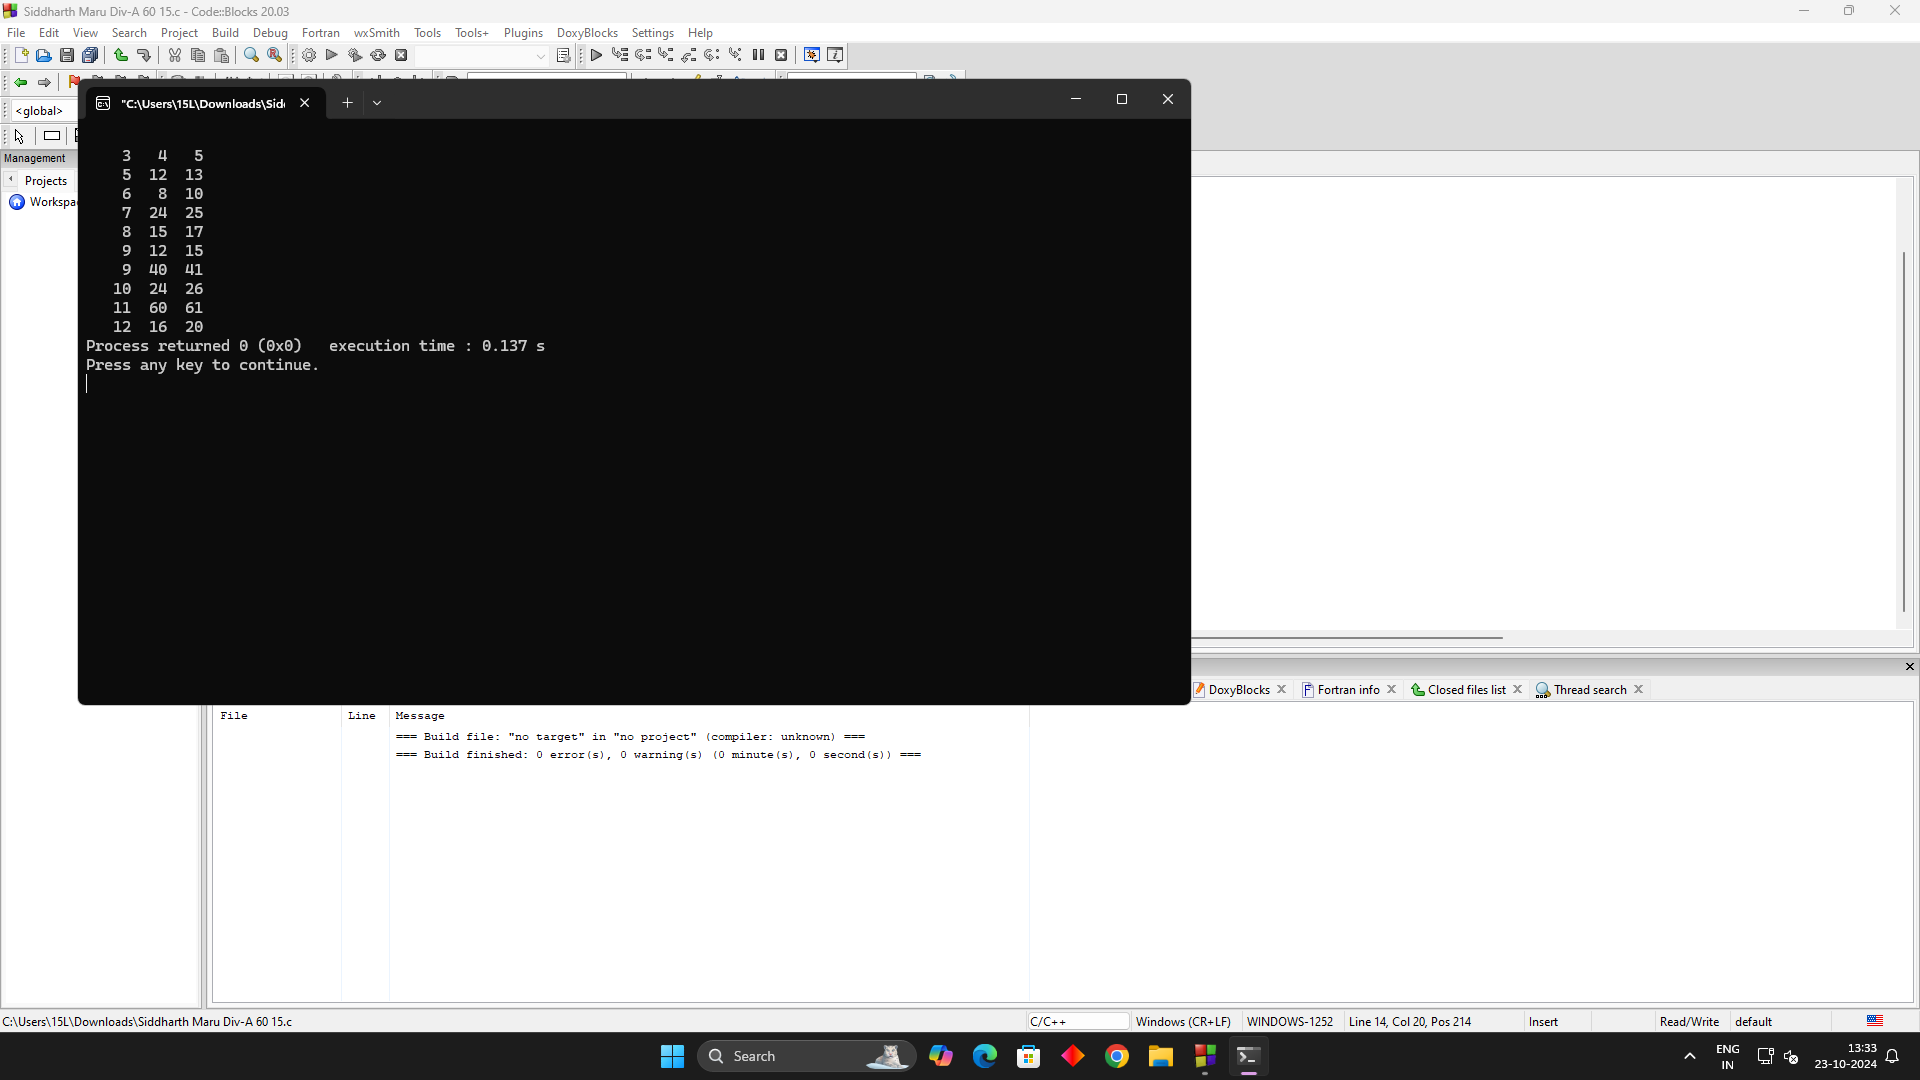 Siddharth Maru Div-A 60 15.c - Code::Blocks 20.03
File Edit View Search Project Build Debug Fortran wxSmith Tools Tools+ Plugins DoxyBlocks Settings Help
<global>
"C:\Users\15L\Downloads\Sid
Management
Projects
3 4 5
5 12 13
6 8 10
7 24 25
8 15 17
9 12 15
9 40 41
10 24 26
11 60 61
12 16 20
Process returned 0 (0x0) execution time : 0.137 s
Press any key to continue.
DoxyBlocks Fortran info Closed files list Thread search
File Line Message
=== Build file: "no target" in "no project" (compiler: unknown) ===
=== Build finished: 0 error(s), 0 warning(s) (0 minute(s), 0 second(s)) ===
C:\Users\15L\Downloads\Siddharth Maru Div-A 60 15.c C/C++ Windows (CR+LF) WINDOWS-1252 Line 14, Col 20, Pos 214 Insert Read/Write default
Search
ENG
IN
13:33
23-10-2024